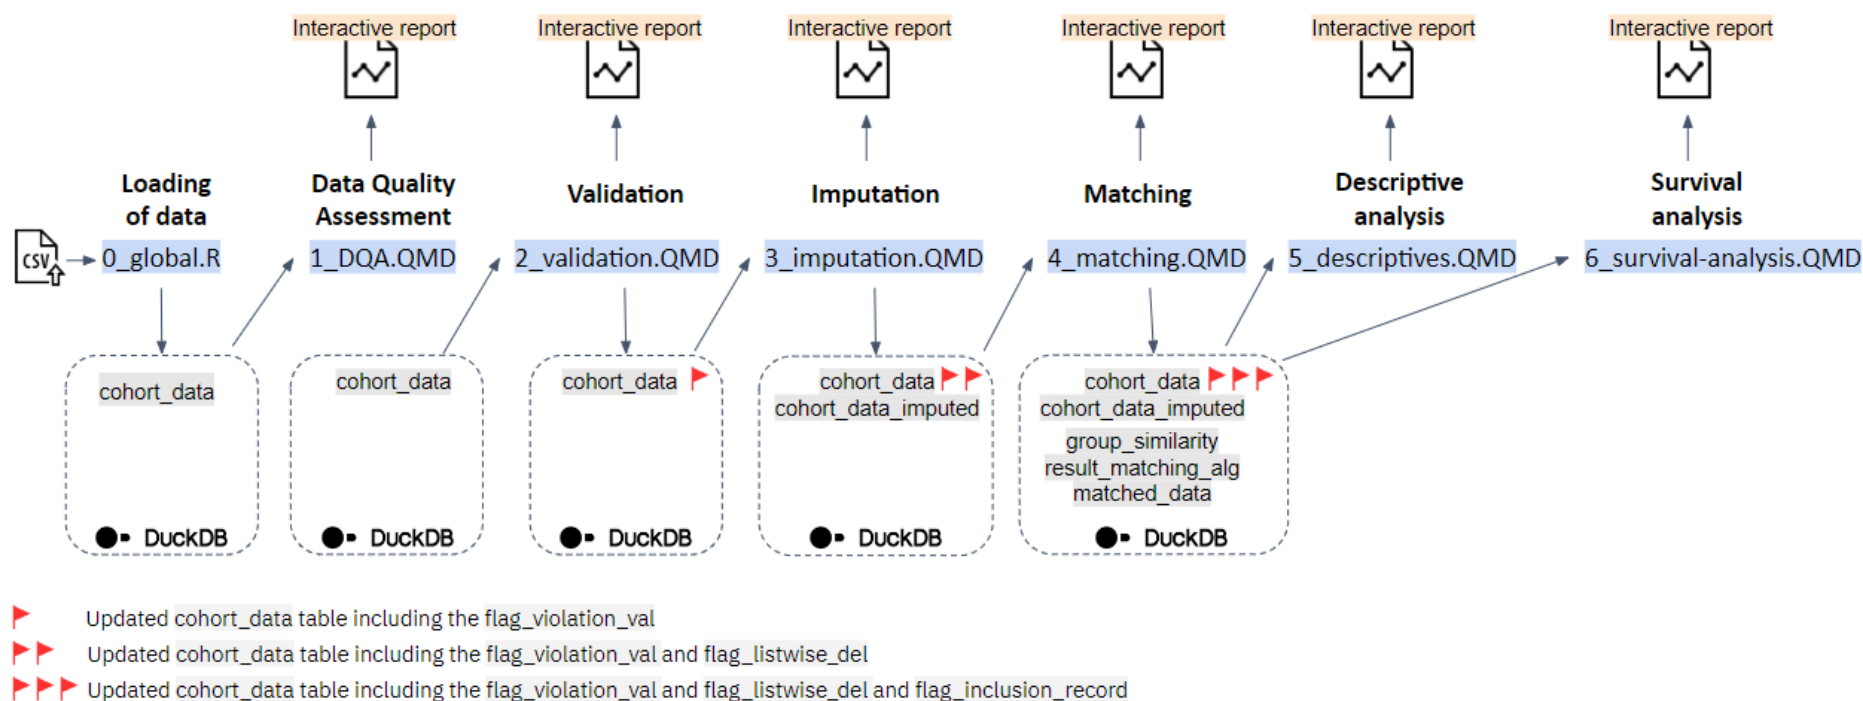 Interactive report
Interactive report
Interactive report
Interactive report
Interactive report
Interactive report
Loading
of data
Data Quality
Assessment
Validation
Imputation
Matching
Descriptive
analysis
Survival
analysis
CSV
0_global.R
1_DQA.QMD
2_validation.QMD
3_imputation.QMD
4_matching.QMD
5_descriptives.QMD
6_survival-analysis.QMD
cohort_data
DuckDB
cohort_data
DuckDB
cohort_data
DuckDB
cohort_data
cohort_data_imputed
DuckDB
cohort_data
cohort_data_imputed
group_similarity
result_matching_alg
matched_data
DuckDB
Updated cohort_data table including the flag_violation_val
Updated cohort_data table including the flag_violation_val and flag_listwise_del
Updated cohort_data table including the flag_violation_val and flag_listwise_del and flag_inclusion_record